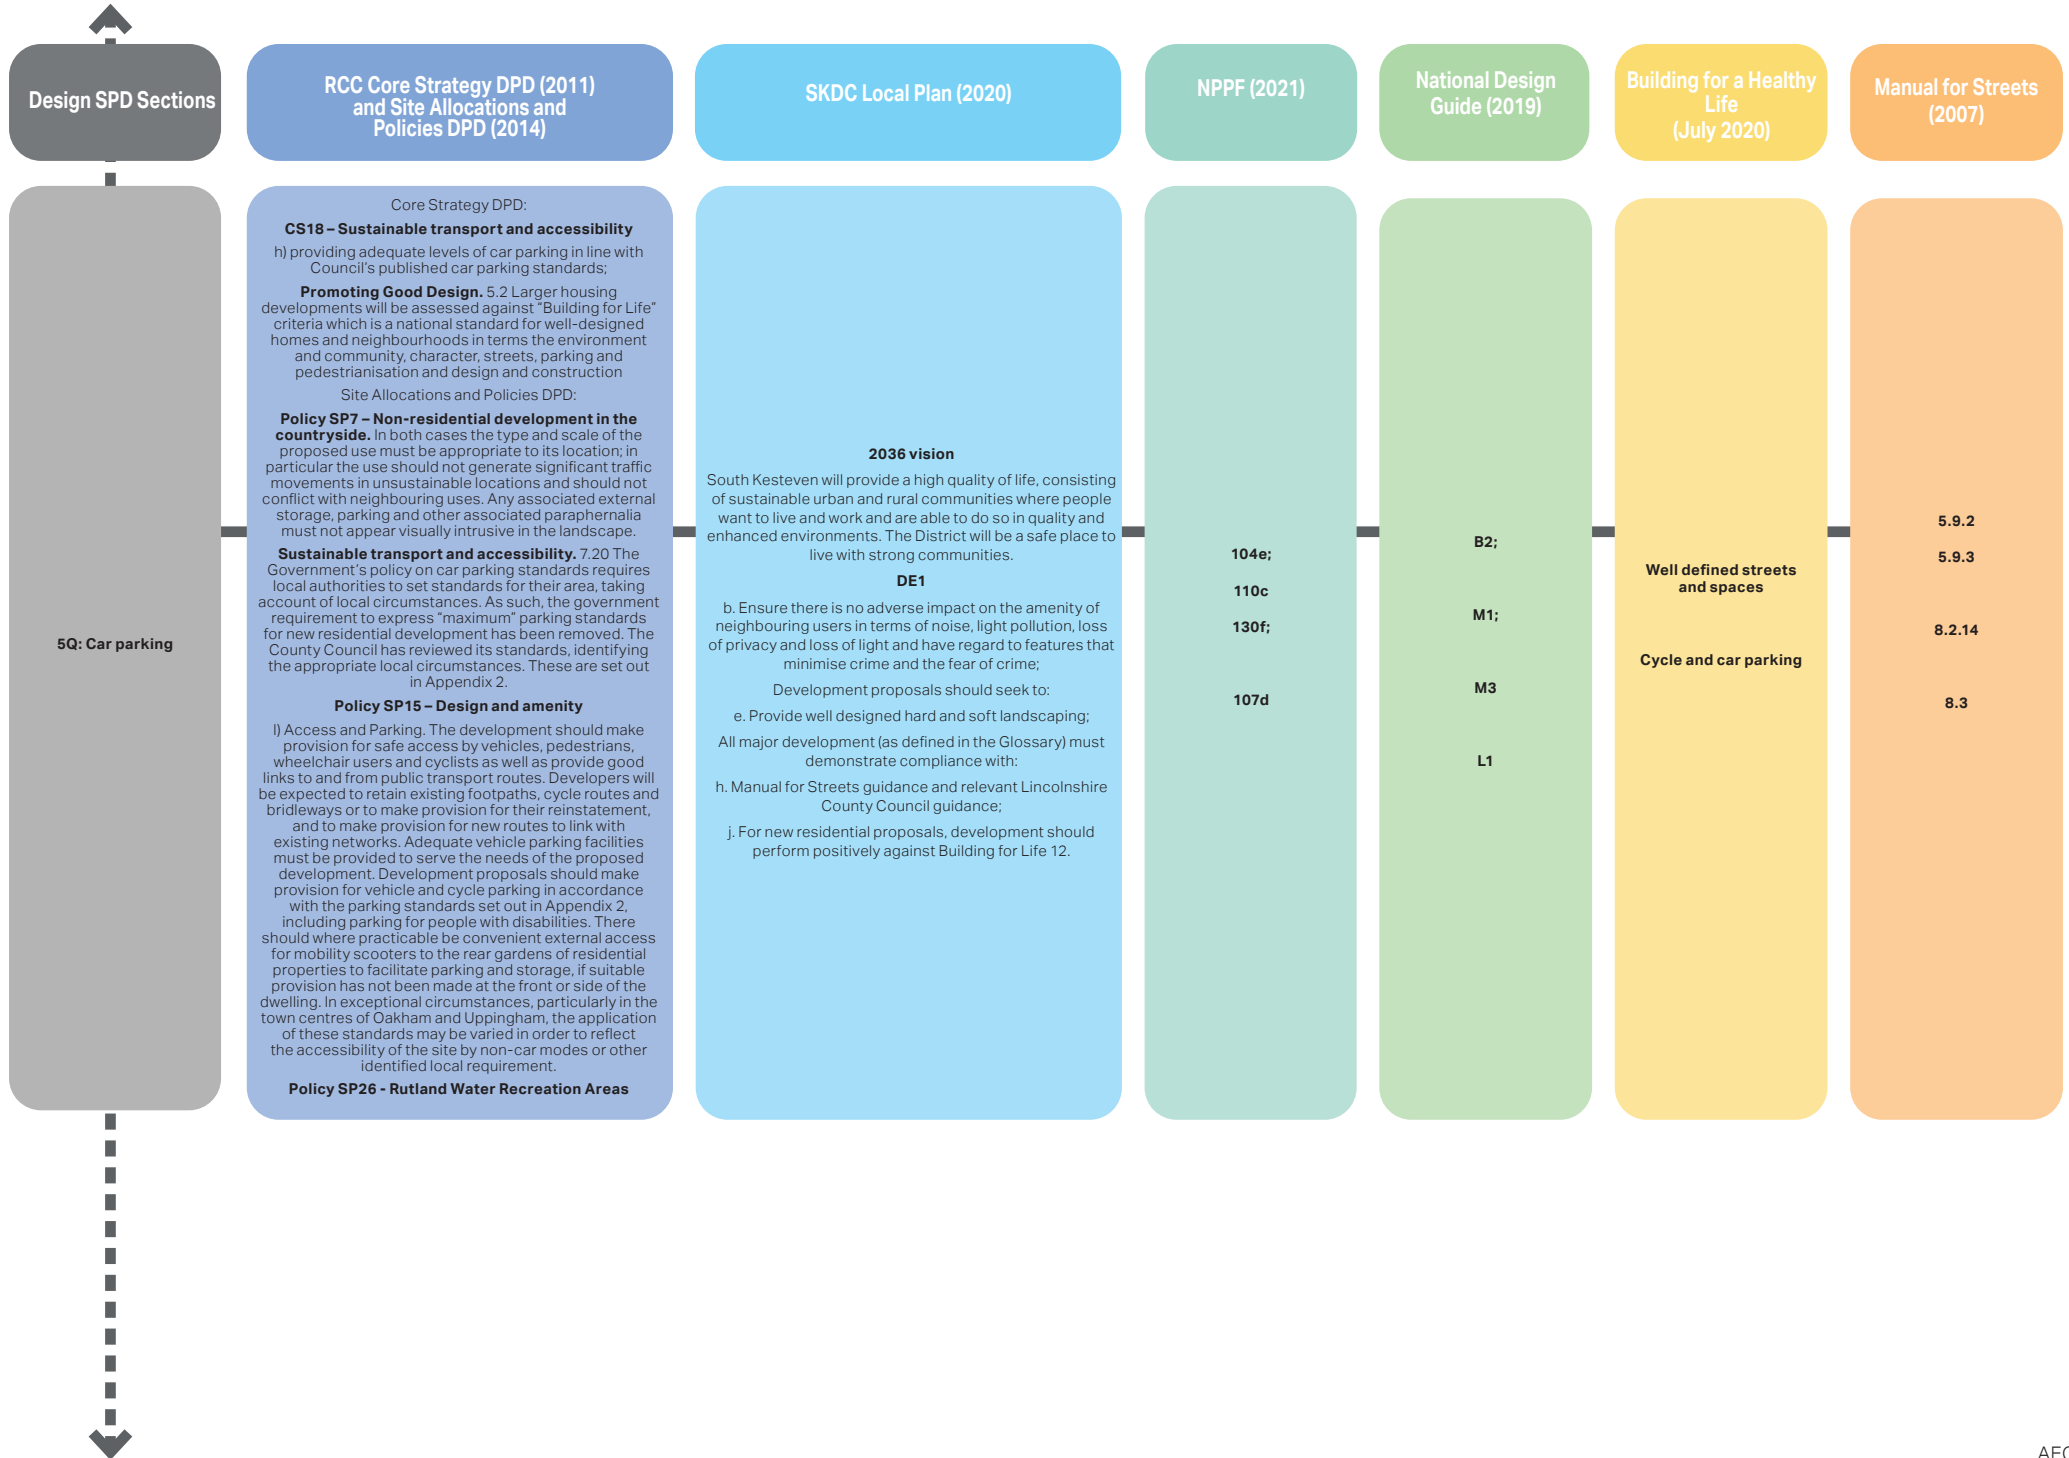 Design SPD Sections
RCC Core Strategy DPD (2011)
and Site Allocations and
Policies DPD (2014)
SKDC Local Plan (2020)
NPPF (2021)
National Design
Guide (2019)
Building for a Healthy
Life
(July 2020)
Manual for Streets
(2007)
5Q: Car parking
Core Strategy DPD:
CS18 – Sustainable transport and accessibility
h) providing adequate levels of car parking in line with
Council's published car parking standards;
Promoting Good Design. 5.2 Larger housing
developments will be assessed against “Building for Life”
criteria which is a national standard for well-designed
homes and neighbourhoods in terms the environment
and community, character, streets, parking and
pedestrianisation and design and construction
Site Allocations and Policies DPD:
Policy SP7 – Non-residential development in the
countryside. In both cases the type and scale of the
proposed use must be appropriate to its location; in
particular the use should not generate significant traffic
movements in unsustainable locations and should not
conflict with neighbouring uses. Any associated external
storage, parking and other associated paraphernalia
must not appear visually intrusive in the landscape.
Sustainable transport and accessibility. 7.20 The
Government's policy on car parking standards requires
local authorities to set standards for their area, taking
account of local circumstances. As such, the government
requirement to express “maximum” parking standards
for new residential development has been removed. The
County Council has reviewed its standards, identifying
the appropriate local circumstances. These are set out
in Appendix 2.
Policy SP15 – Design and amenity
l) Access and Parking. The development should make
provision for safe access by vehicles, pedestrians,
wheelchair users and cyclists as well as provide good
links to and from public transport routes. Developers will
be expected to retain existing footpaths, cycle routes and
bridleways or to make provision for their reinstatement,
and to make provision for new routes to link with
existing networks. Adequate vehicle parking facilities
must be provided to serve the needs of the proposed
development. Development proposals should make
provision for vehicle and cycle parking in accordance
with the parking standards set out in Appendix 2,
including parking for people with disabilities. There
should where practicable be convenient external access
for mobility scooters to the rear gardens of residential
properties to facilitate parking and storage, if suitable
provision has not been made at the front or side of the
dwelling. In exceptional circumstances, particularly in the
town centres of Oakham and Uppingham, the application
of these standards may be varied in order to reflect
the accessibility of the site by non-car modes or other
identified local requirement.
Policy SP26 - Rutland Water Recreation Areas
2036 vision
South Kesteven will provide a high quality of life, consisting
of sustainable urban and rural communities where people
want to live and work and are able to do so in quality and
enhanced environments. The District will be a safe place to
live with strong communities.
DE1
b. Ensure there is no adverse impact on the amenity of
neighbouring users in terms of noise, light pollution, loss
of privacy and loss of light and have regard to features that
minimise crime and the fear of crime;
Development proposals should seek to:
e. Provide well designed hard and soft landscaping;
All major development (as defined in the Glossary) must
demonstrate compliance with:
h. Manual for Streets guidance and relevant Lincolnshire
County Council guidance;
j. For new residential proposals, development should
perform positively against Building for Life 12.
104e;
110c
130f;
107d
B2;
M1;
M3
L1
Well defined streets
and spaces
Cycle and car parking
5.9.2
5.9.3
8.2.14
8.3